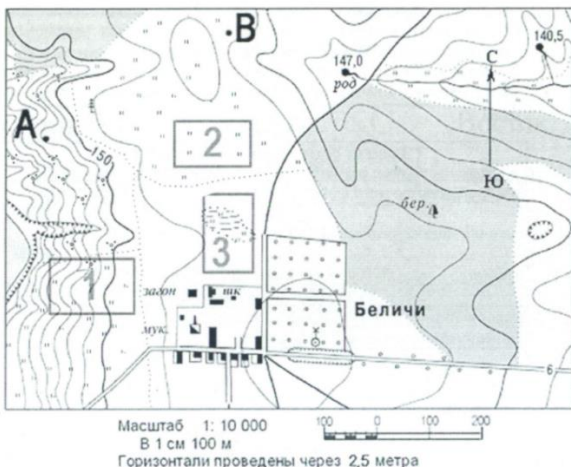 В
140,5
147,0
С
род
А
2
150
Ю
бер.
3
1
загон
шк
Беличи
мук.
6
Масштаб 1: 10 000
В 1 см 100 м
100 0 100 200
Горизонтали проведены через 2,5 метра